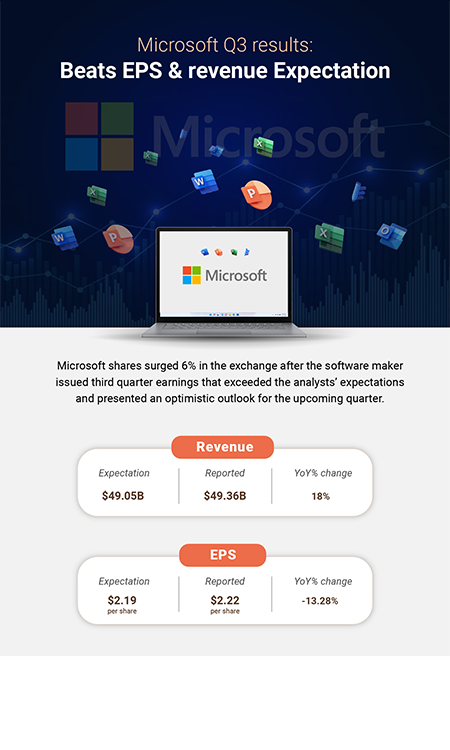 Microsoft Q3 results:
Beats EPS & revenue Expectation
Microsoft
X
X
W
P
W
P
X
O
Microsoft
Microsoft shares surged 6% in the exchange after the software maker
issued third quarter earnings that exceeded the analysts’ expectations
and presented an optimistic outlook for the upcoming quarter.
Revenue
Expectation Reported YoY% change
$49.05B $49.36B 18%
EPS
Expectation Reported YoY% change
$2.19 $2.22 -13.28%
per share per share